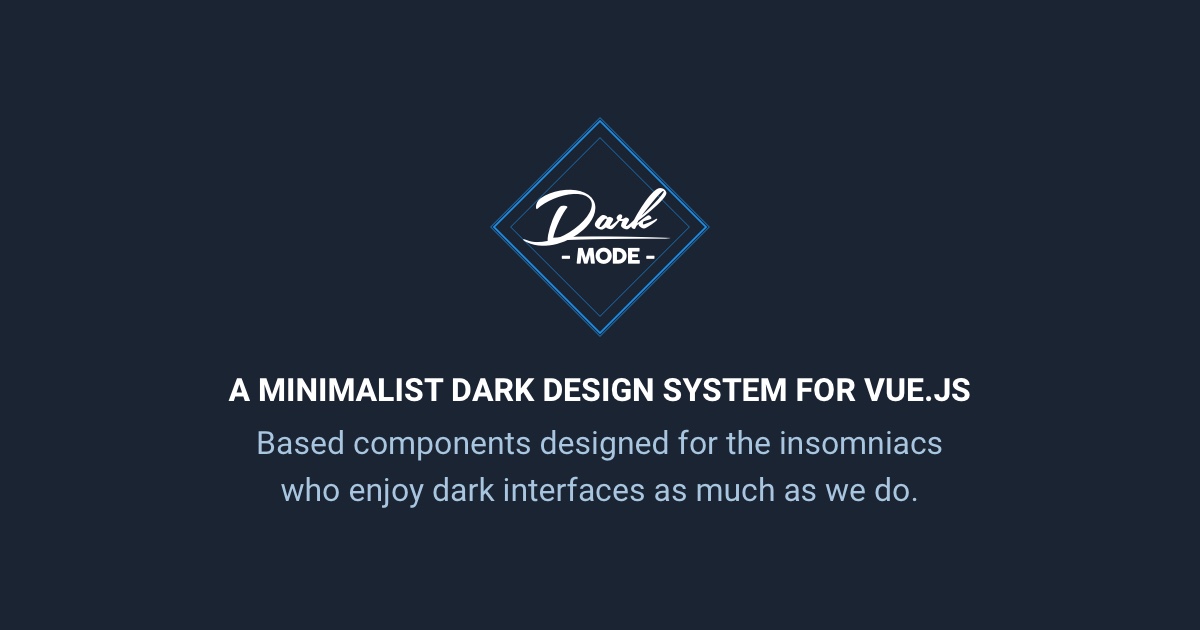 Dark
- MODE -
A MINIMALIST DARK DESIGN SYSTEM FOR VUE.JS
Based components designed for the insomniacs
who enjoy dark interfaces as much as we do.